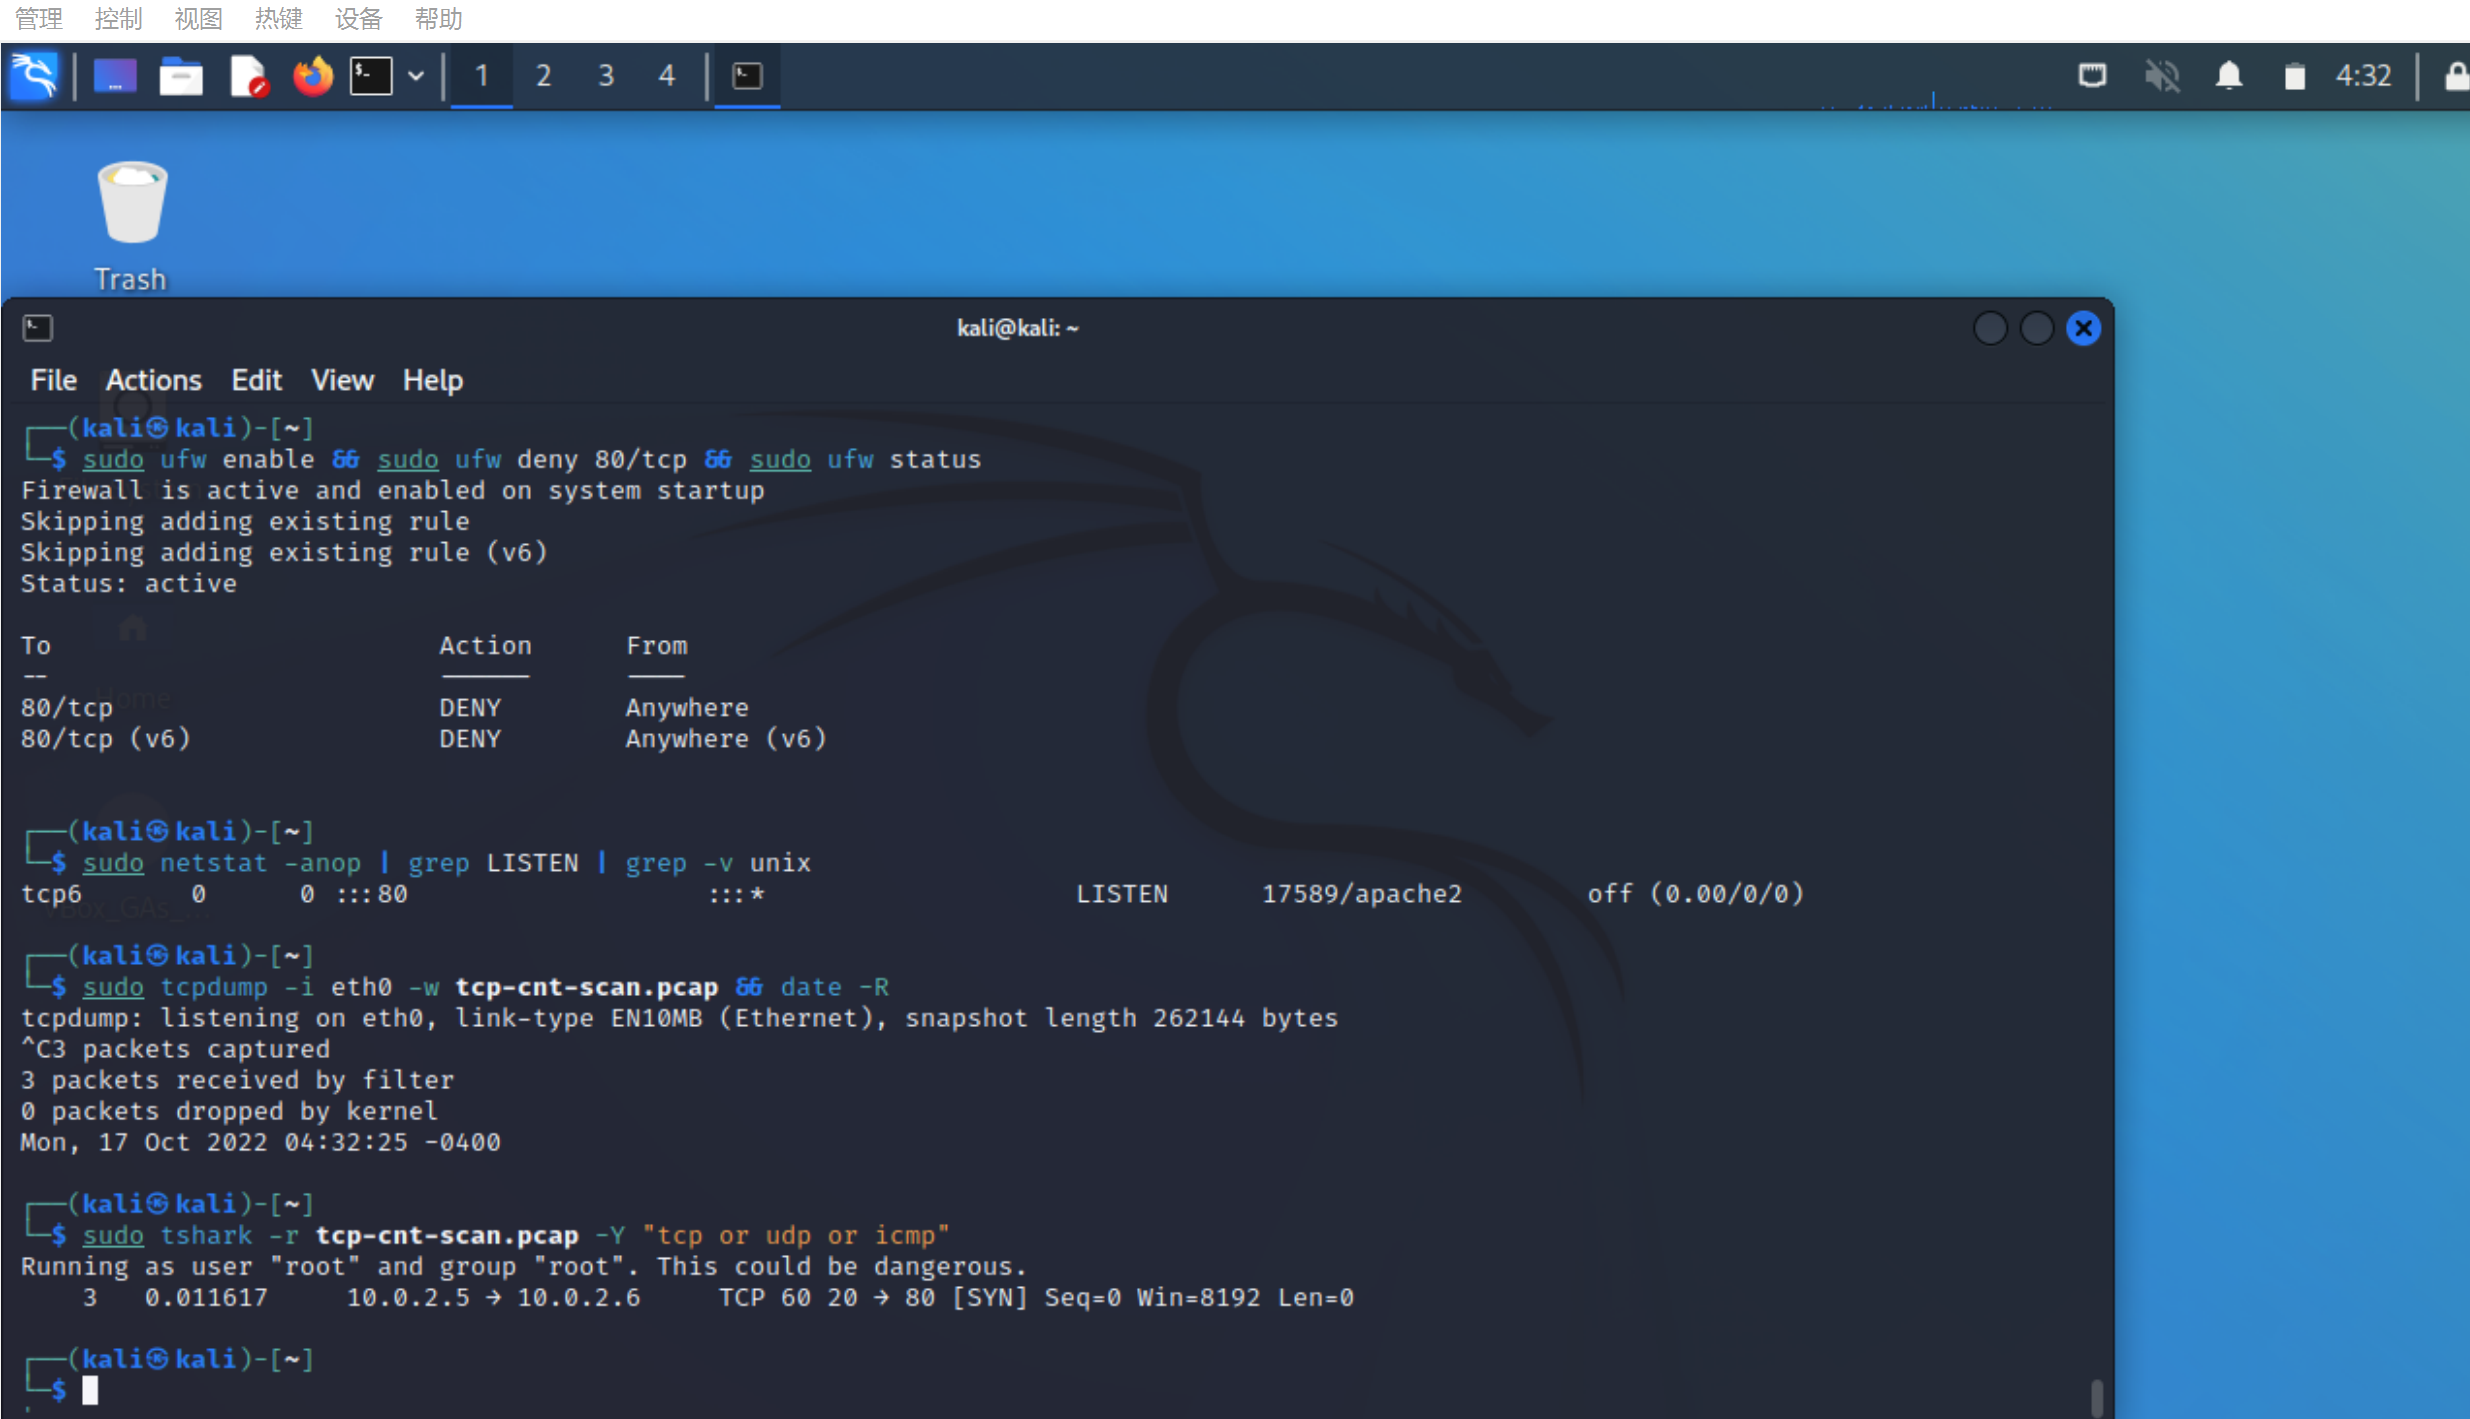 管理 控制 视图 热键 设备 帮助
1 2 3 4 4:32
Trash
kali@kali: ~
File Actions Edit View Help
┌──(kali㉿kali)-[~]
└─$ sudo ufw enable && sudo ufw deny 80/tcp && sudo ufw status
Firewall is active and enabled on system startup
Skipping adding existing rule
Skipping adding existing rule (v6)
Status: active
To Action From
-- ------ ----
Home
80/tcp DENY Anywhere
80/tcp (v6) DENY Anywhere (v6)
┌──(kali㉿kali)-[~]
└─$ sudo netstat -anop | grep LISTEN | grep -v unix
tcp6 0 0 :::80 :::* LISTEN 17589/apache2 off (0.00/0/0)
VBox_GAs_...
┌──(kali㉿kali)-[~]
└─$ sudo tcpdump -i eth0 -w tcp-cnt-scan.pcap && date -R
tcpdump: listening on eth0, link-type EN10MB (Ethernet), snapshot length 262144 bytes
^C3 packets captured
3 packets received by filter
0 packets dropped by kernel
Mon, 17 Oct 2022 04:32:25 -0400
┌──(kali㉿kali)-[~]
└─$ sudo tshark -r tcp-cnt-scan.pcap -Y "tcp or udp or icmp"
Running as user "root" and group "root". This could be dangerous.
3 0.011617 10.0.2.5 → 10.0.2.6 TCP 60 20 → 80 [SYN] Seq=0 Win=8192 Len=0
┌──(kali㉿kali)-[~]
└─$